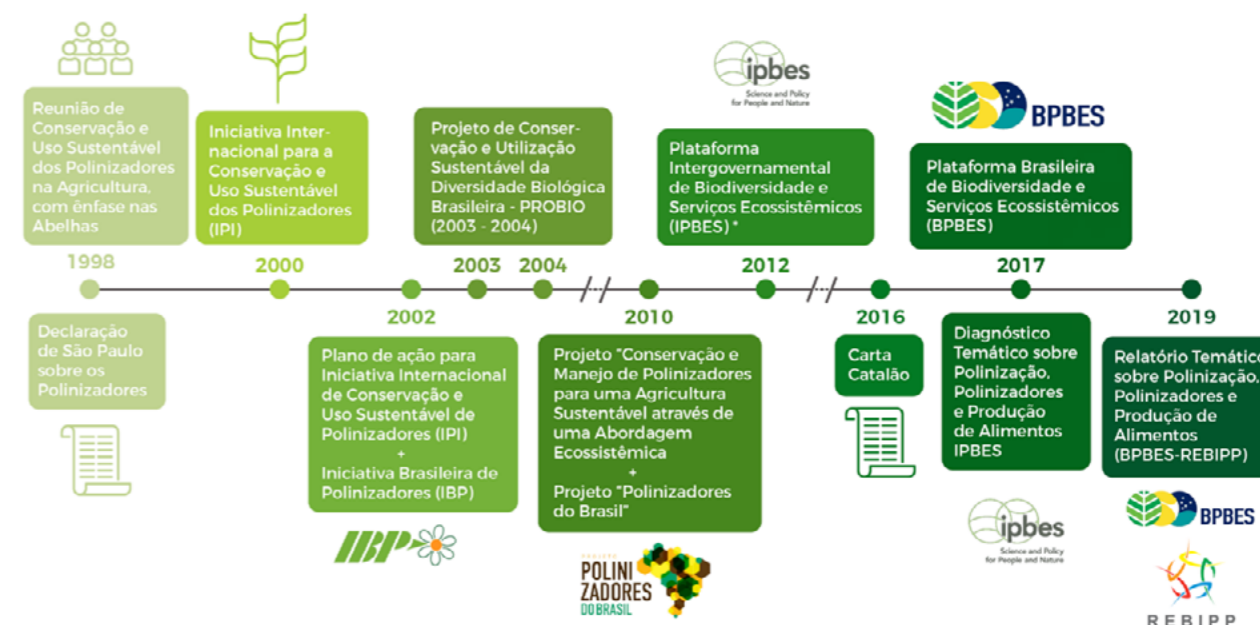 Reunião de
Conservação e
Uso Sustentável
dos Polinizadores
na Agricultura,
com ênfase nas
Abelhas
1998
Declaração
de São Paulo
sobre os
Polinizadores
Iniciativa Inter-
nacional para a
Conservação e
Uso Sustentável
dos Polinizadores
(IPI)
2000
2002
Plano de ação para
Iniciativa Internacional
de Conservação e
Uso Sustentável de
Polinizadores (IPI)
+
Iniciativa Brasileira de
Polinizadores (IBP)
IBP
Projeto de Conser-
vação e Utilização
Sustentável da
Diversidade Biológica
Brasileira - PROBIO
(2003 - 2004)
2003 2004
2010
Projeto "Conservação e
Manejo de Polinizadores
para uma Agricultura
Sustentável através de
uma Abordagem
Ecossistêmica
+
Projeto "Polinizadores
do Brasil"
PROJETO
POLINI
ZADORES
DO BRASIL
ipbes
Science and Policy
for People and Nature
Plataforma
Intergovernamental
de Biodiversidade e
Serviços Ecossistêmicos
(IPBES) *
2012
2016
Carta
Catalão
BPBES
Plataforma Brasileira
de Biodiversidade e
Serviços Ecossistêmicos
(BPBES)
2017
Diagnóstico
Temático sobre
Polinização,
Polinizadores
e Produção
de Alimentos
IPBES
ipbes
Science and Policy
for People and Nature
2019
Relatório Temático
sobre Polinização,
Polinizadores e
Produção de
Alimentos
(BPBES-REBIPP)
BPBES
REBIPP